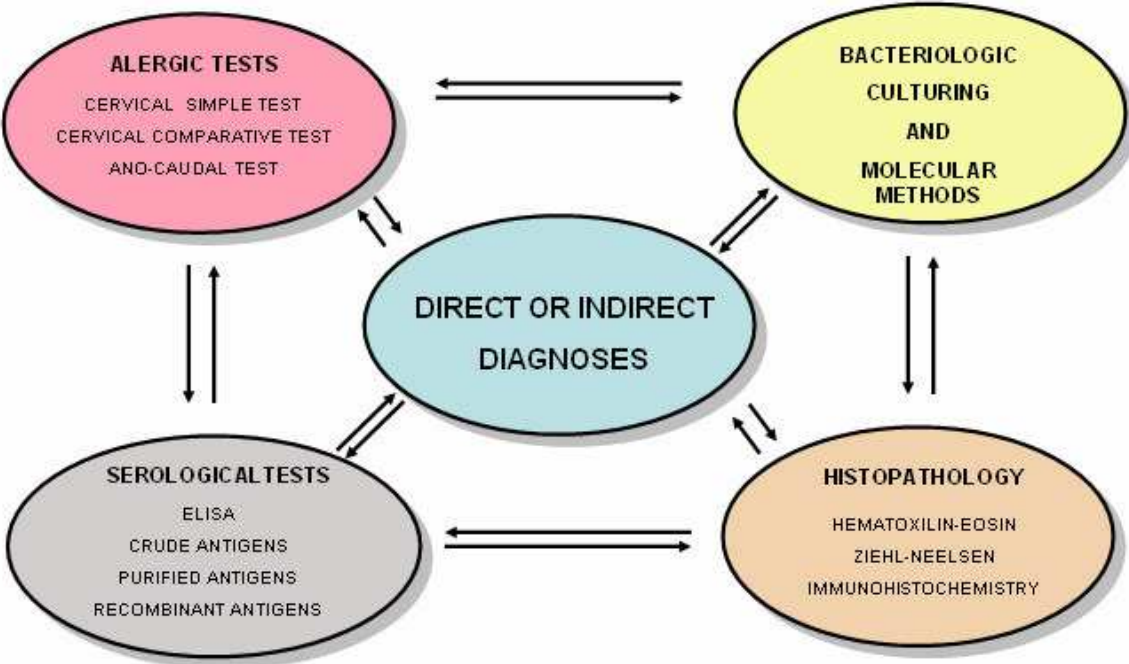 ALERGIC TESTS
CERVICAL SIMPLE TEST
CERVICAL COMPARATIVE TEST
ANO-CAUDAL TEST
BACTERIOLOGIC
CULTURING
AND
MOLECULAR
METHODS
DIRECT OR INDIRECT
DIAGNOSES
SEROLOGICALTESTS
ELISA
CRUDE ANTIGENS
PURIFIED ANTIGENS
RECOMBINANT ANTIGENS
HISTOPATHOLOGY
HEMATOXILIN-EOSIN
ZIEHL-NEELSEN
IMMUNOHISTOCHEMISTRY